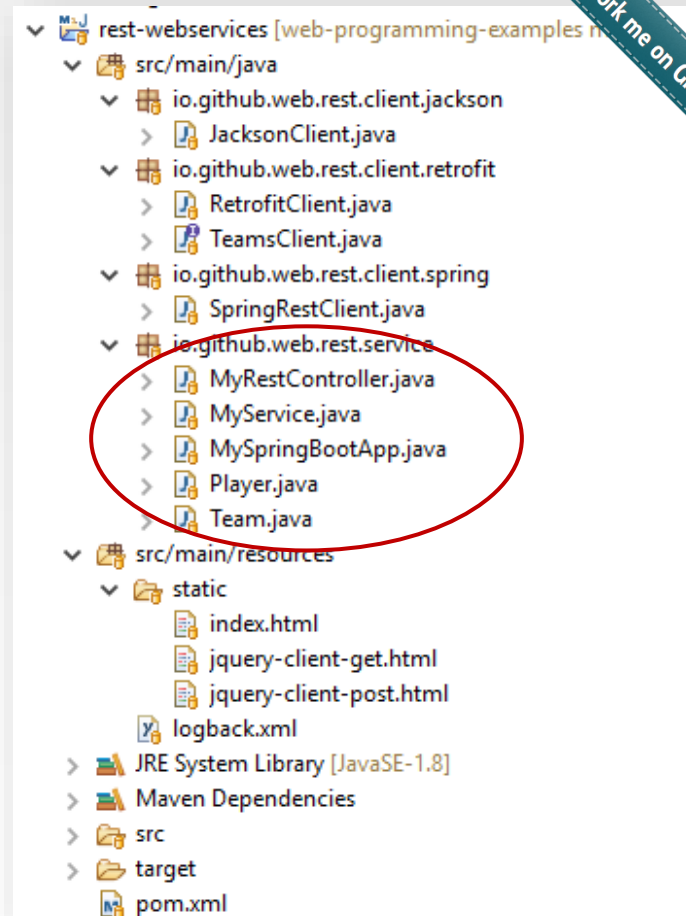 rest-webservices [web-programming-examples
rk me on G
src/main/java
io.github.web.rest.client.jackson
JacksonClient.java
io.github.web.rest.client.retrofit
RetrofitClient.java
TeamsClient.java
io.github.web.rest.client.spring
SpringRestClient.java
io.github.web.rest.service
MyRestController.java
MyService.java
MySpringBootApp.java
Player.java
Team.java
src/main/resources
static
index.html
jquery-client-get.html
jquery-client-post.html
logback.xml
JRE System Library [JavaSE-1.8]
Maven Dependencies
src
target
pom.xml